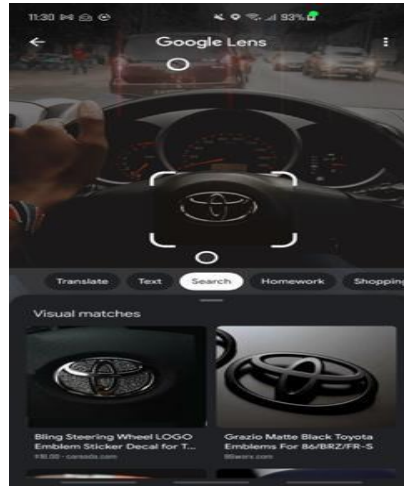 11:30
93%
Google Lens
Translate Text Search Homework Shopping
Visual matches
Bling Steering Wheel LOGO
Emblem Sticker Decal for T...
Grazio Matte Black Toyota
Emblems For 86/BRZ/FR-S